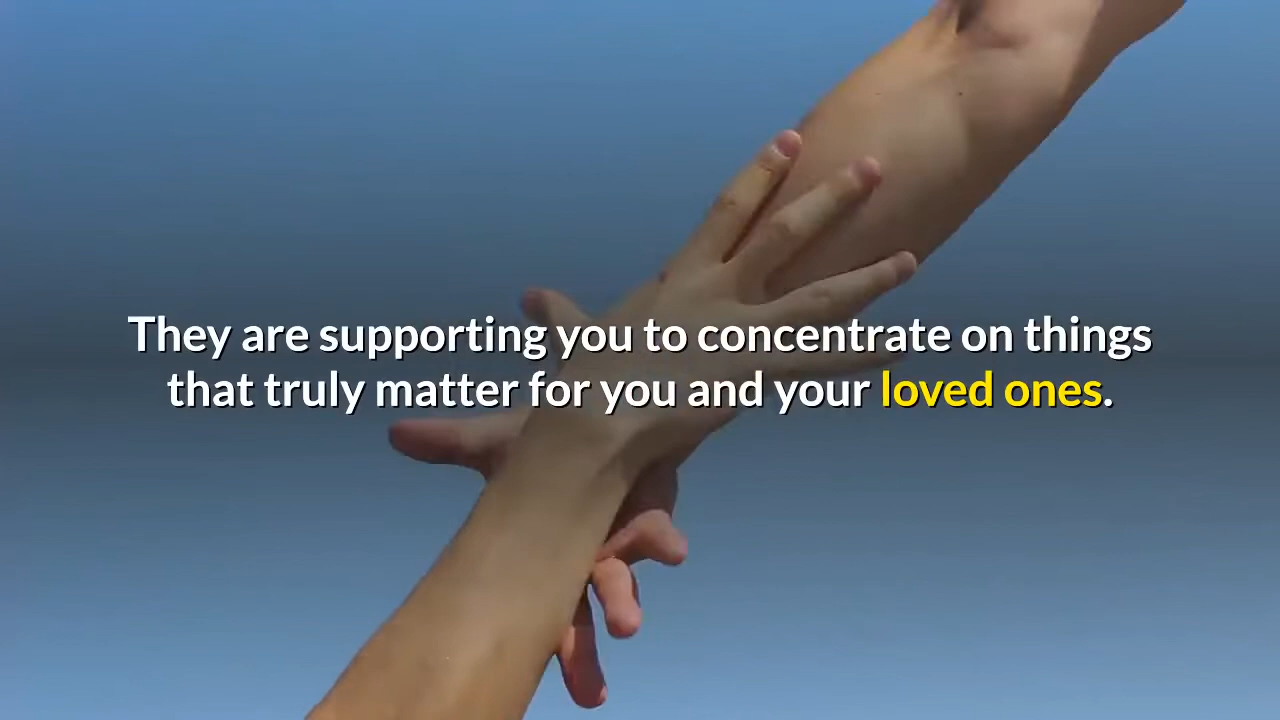 They are supporting you to concentrate on things
that truly matter for you and your loved ones.